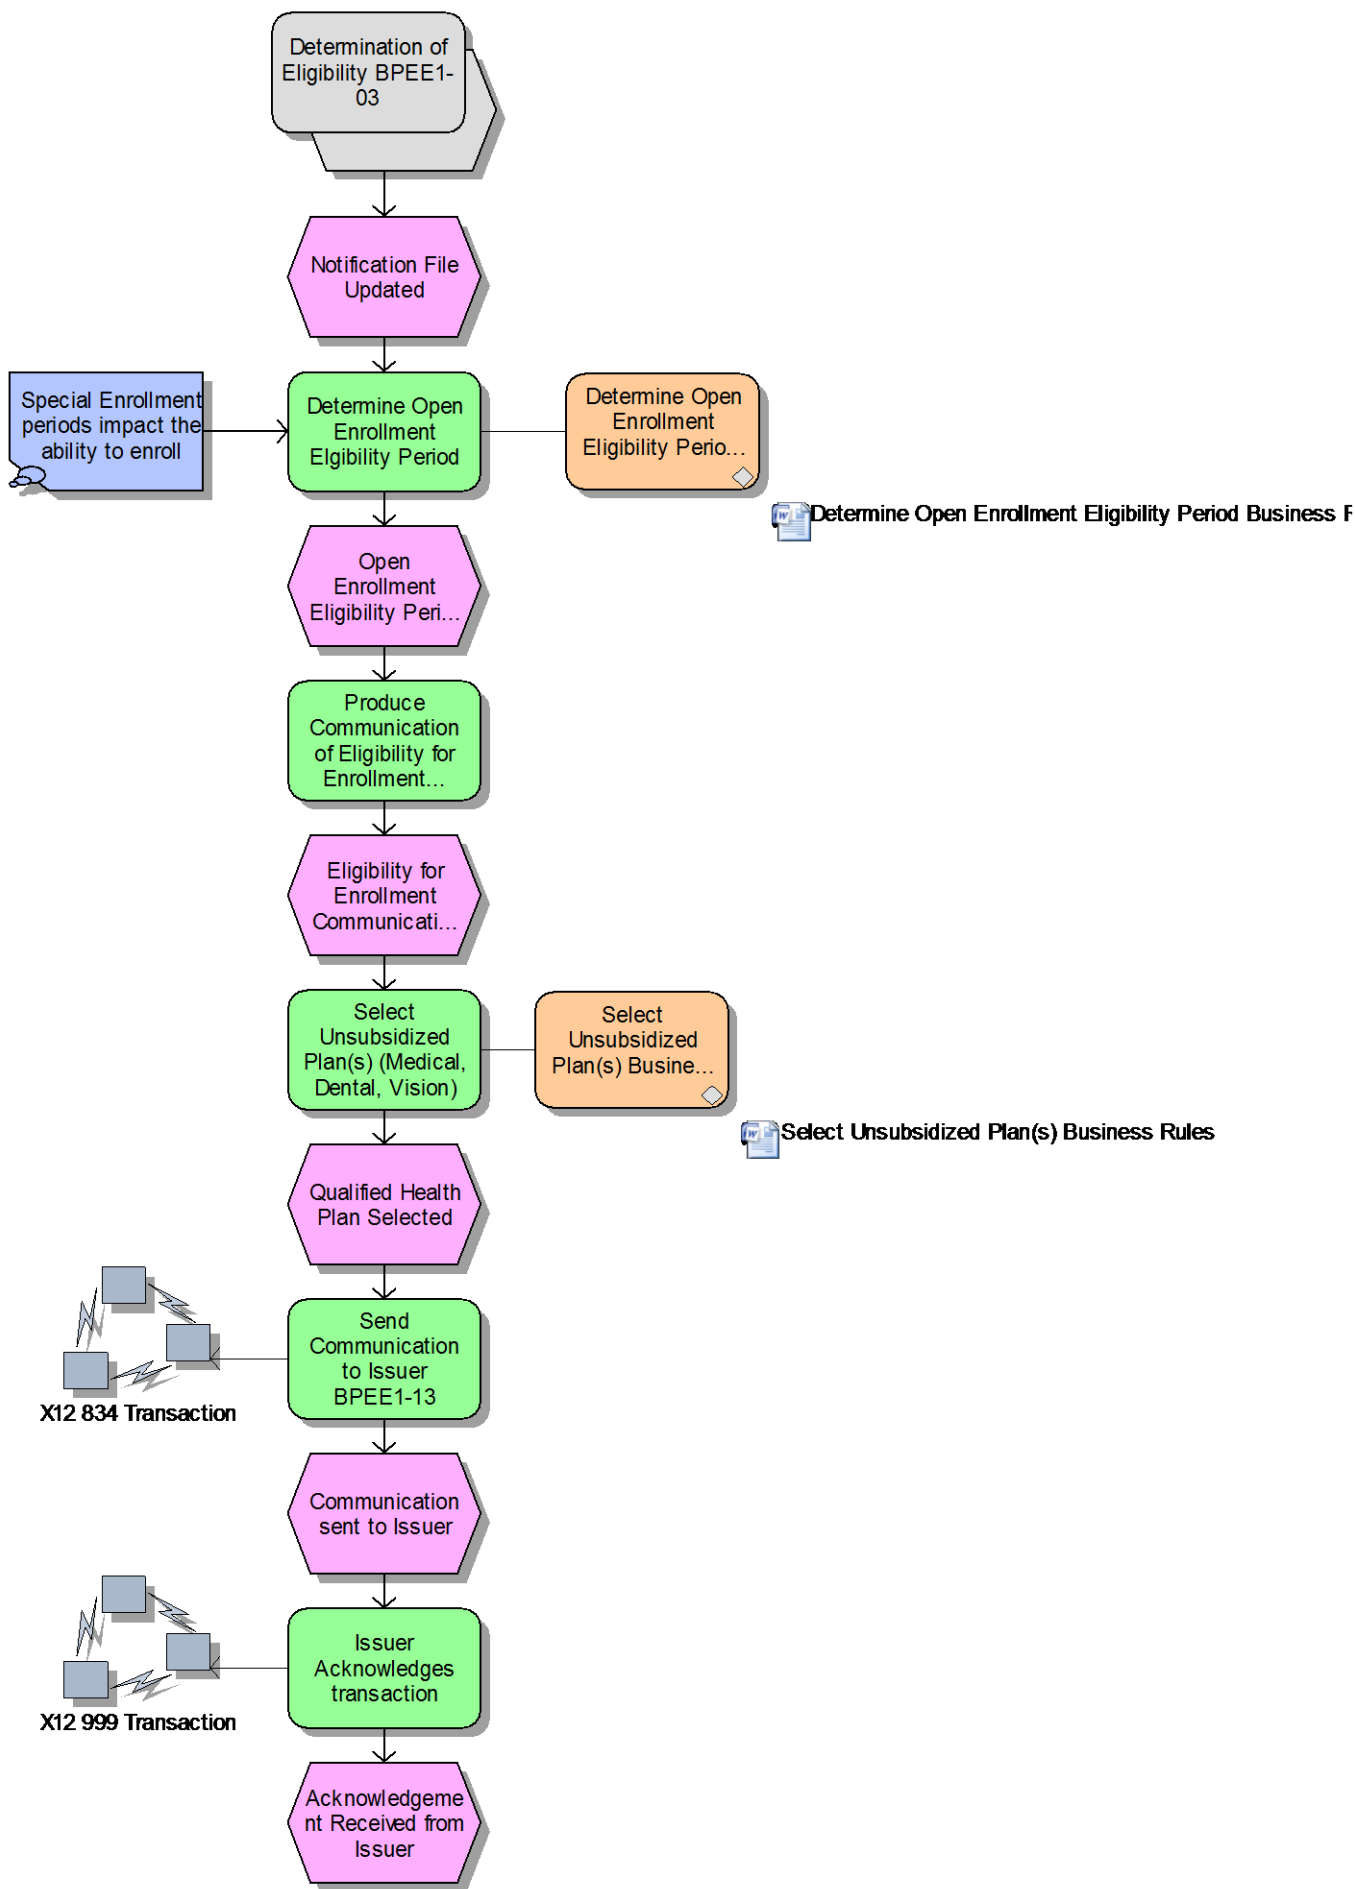 Determination of
Eligibility BPEE1-
03
Notification File
Updated
Special Enrollment
periods impact the
ability to enroll
Determine Open
Enrollment
Elgibility Period
Determine Open
Enrollment
Eligibility Perio...
Determine Open Enrollment Eligibility Period Business R
Open
Enrollment
Eligibility Peri...
Produce
Communication
of Eligibility for
Enrollment...
Eligibility for
Enrollment
Communicati...
Select
Unsubsidized
Plan(s) (Medical,
Dental, Vision)
Select
Unsubsidized
Plan(s) Busine...
Select Unsubsidized Plan(s) Business Rules
Qualified Health
Plan Selected
Send
Communication
to Issuer
BPEE1-13
X12 834 Transaction
Communication
sent to Issuer
Issuer
Acknowledges
transaction
X12 999 Transaction
Acknowledgeme
nt Received from
Issuer